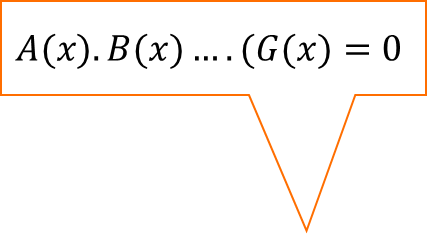 A(x). B(x) … . (G(x) = 0